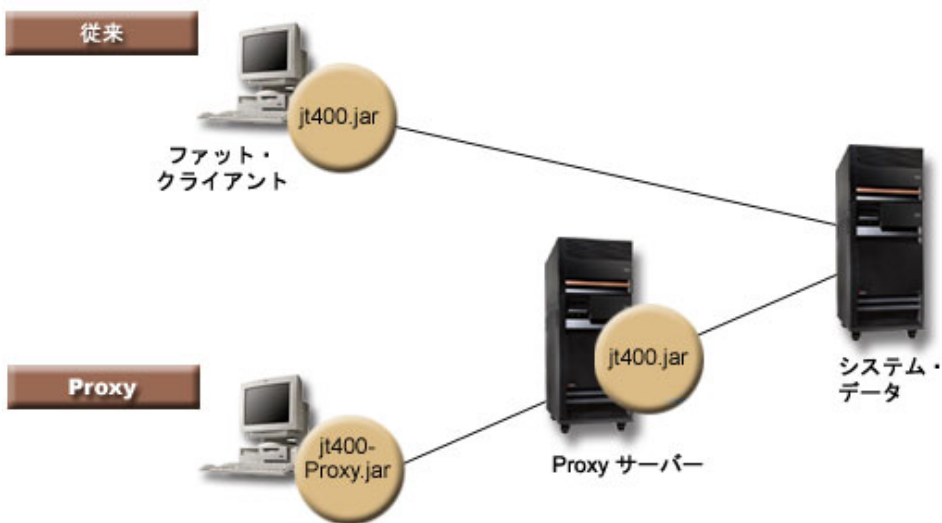 従来
jt400.jar
ファット・
クライアント
jt400.jar
システム・
データ
Proxy
jt400-
Proxy.jar
Proxy サーバー